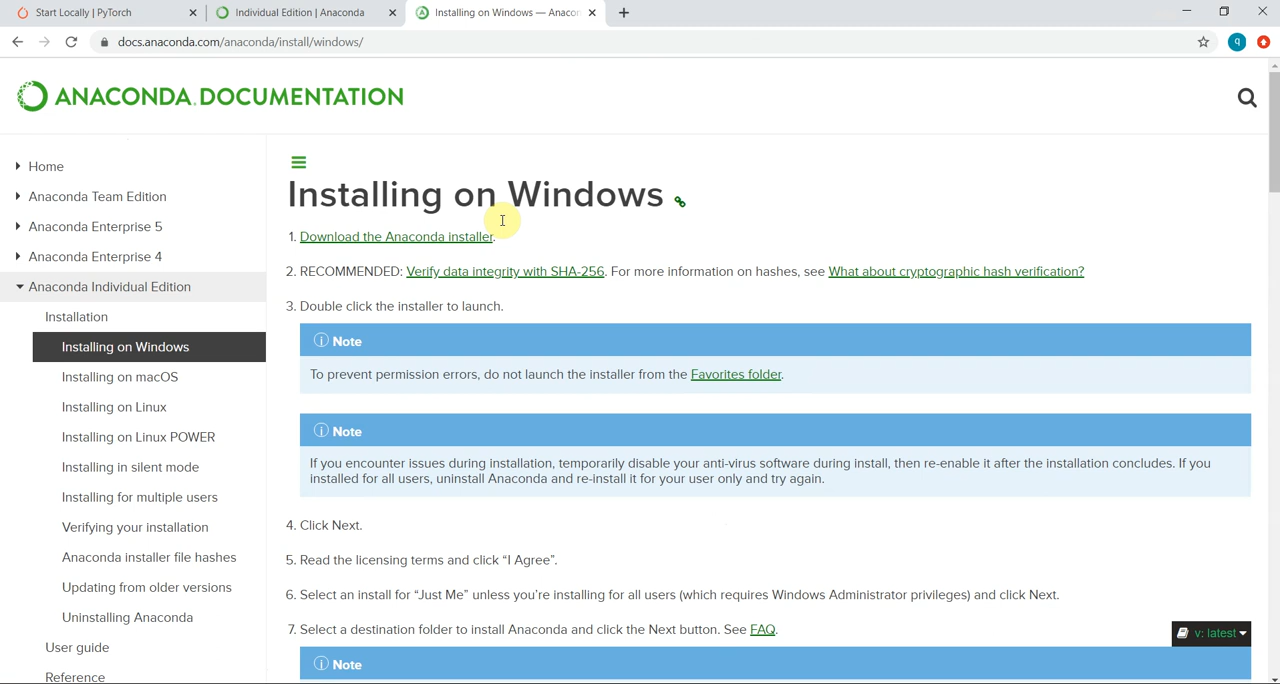 Start Locally | PyTorch
Individual Edition | Anaconda
Installing on Windows — Anacon
docs.anaconda.com/anaconda/install/windows/
q
ANACONDA.DOCUMENTATION
Home
Anaconda Team Edition
Anaconda Enterprise 5
Anaconda Enterprise 4
Anaconda Individual Edition
Installation
Installing on Windows
Installing on macOS
Installing on Linux
Installing on Linux POWER
Installing in silent mode
Installing for multiple users
Verifying your installation
Anaconda installer file hashes
Updating from older versions
Uninstalling Anaconda
User guide
Reference
Installing on Windows
1. Download the Anaconda installer.
2. RECOMMENDED: Verify data integrity with SHA-256. For more information on hashes, see What about cryptographic hash verification?
3. Double click the installer to launch.
Note
To prevent permission errors, do not launch the installer from the Favorites folder.
Note
If you encounter issues during installation, temporarily disable your anti-virus software during install, then re-enable it after the installation concludes. If you
installed for all users, uninstall Anaconda and re-install it for your user only and try again.
4. Click Next.
5. Read the licensing terms and click “I Agree”.
6. Select an install for “Just Me” unless you’re installing for all users (which requires Windows Administrator privileges) and click Next.
7. Select a destination folder to install Anaconda and click the Next button. See FAQ.
Note
v: latest